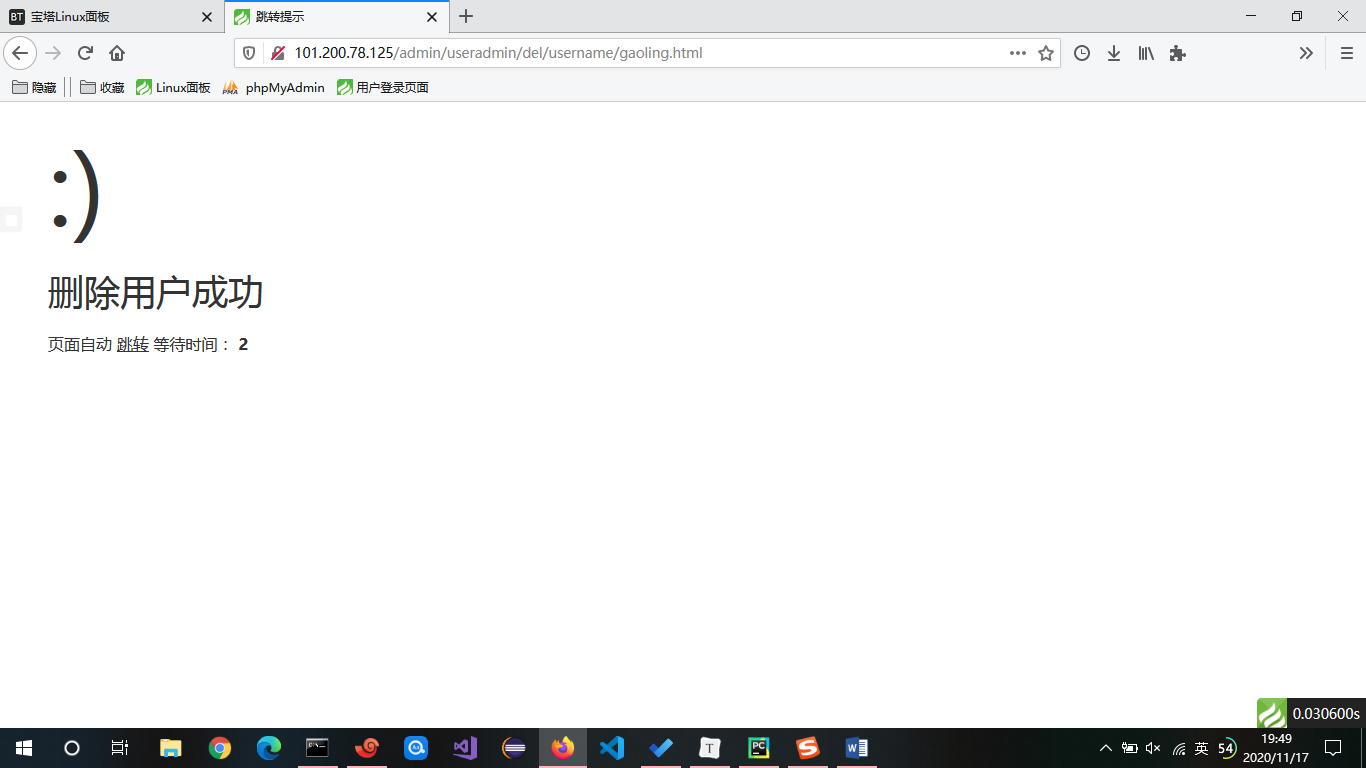 BT 宝塔Linux面板
跳转提示
101.200.78.125/admin/useradmin/del/username/gaoling.html
隐藏 收藏 Linux面板 PMA phpMyAdmin 用户登录页面
:)
删除用户成功
页面自动 跳转 等待时间： 2
0.030600s
T PC S W
英 54
19:49
2020/11/17